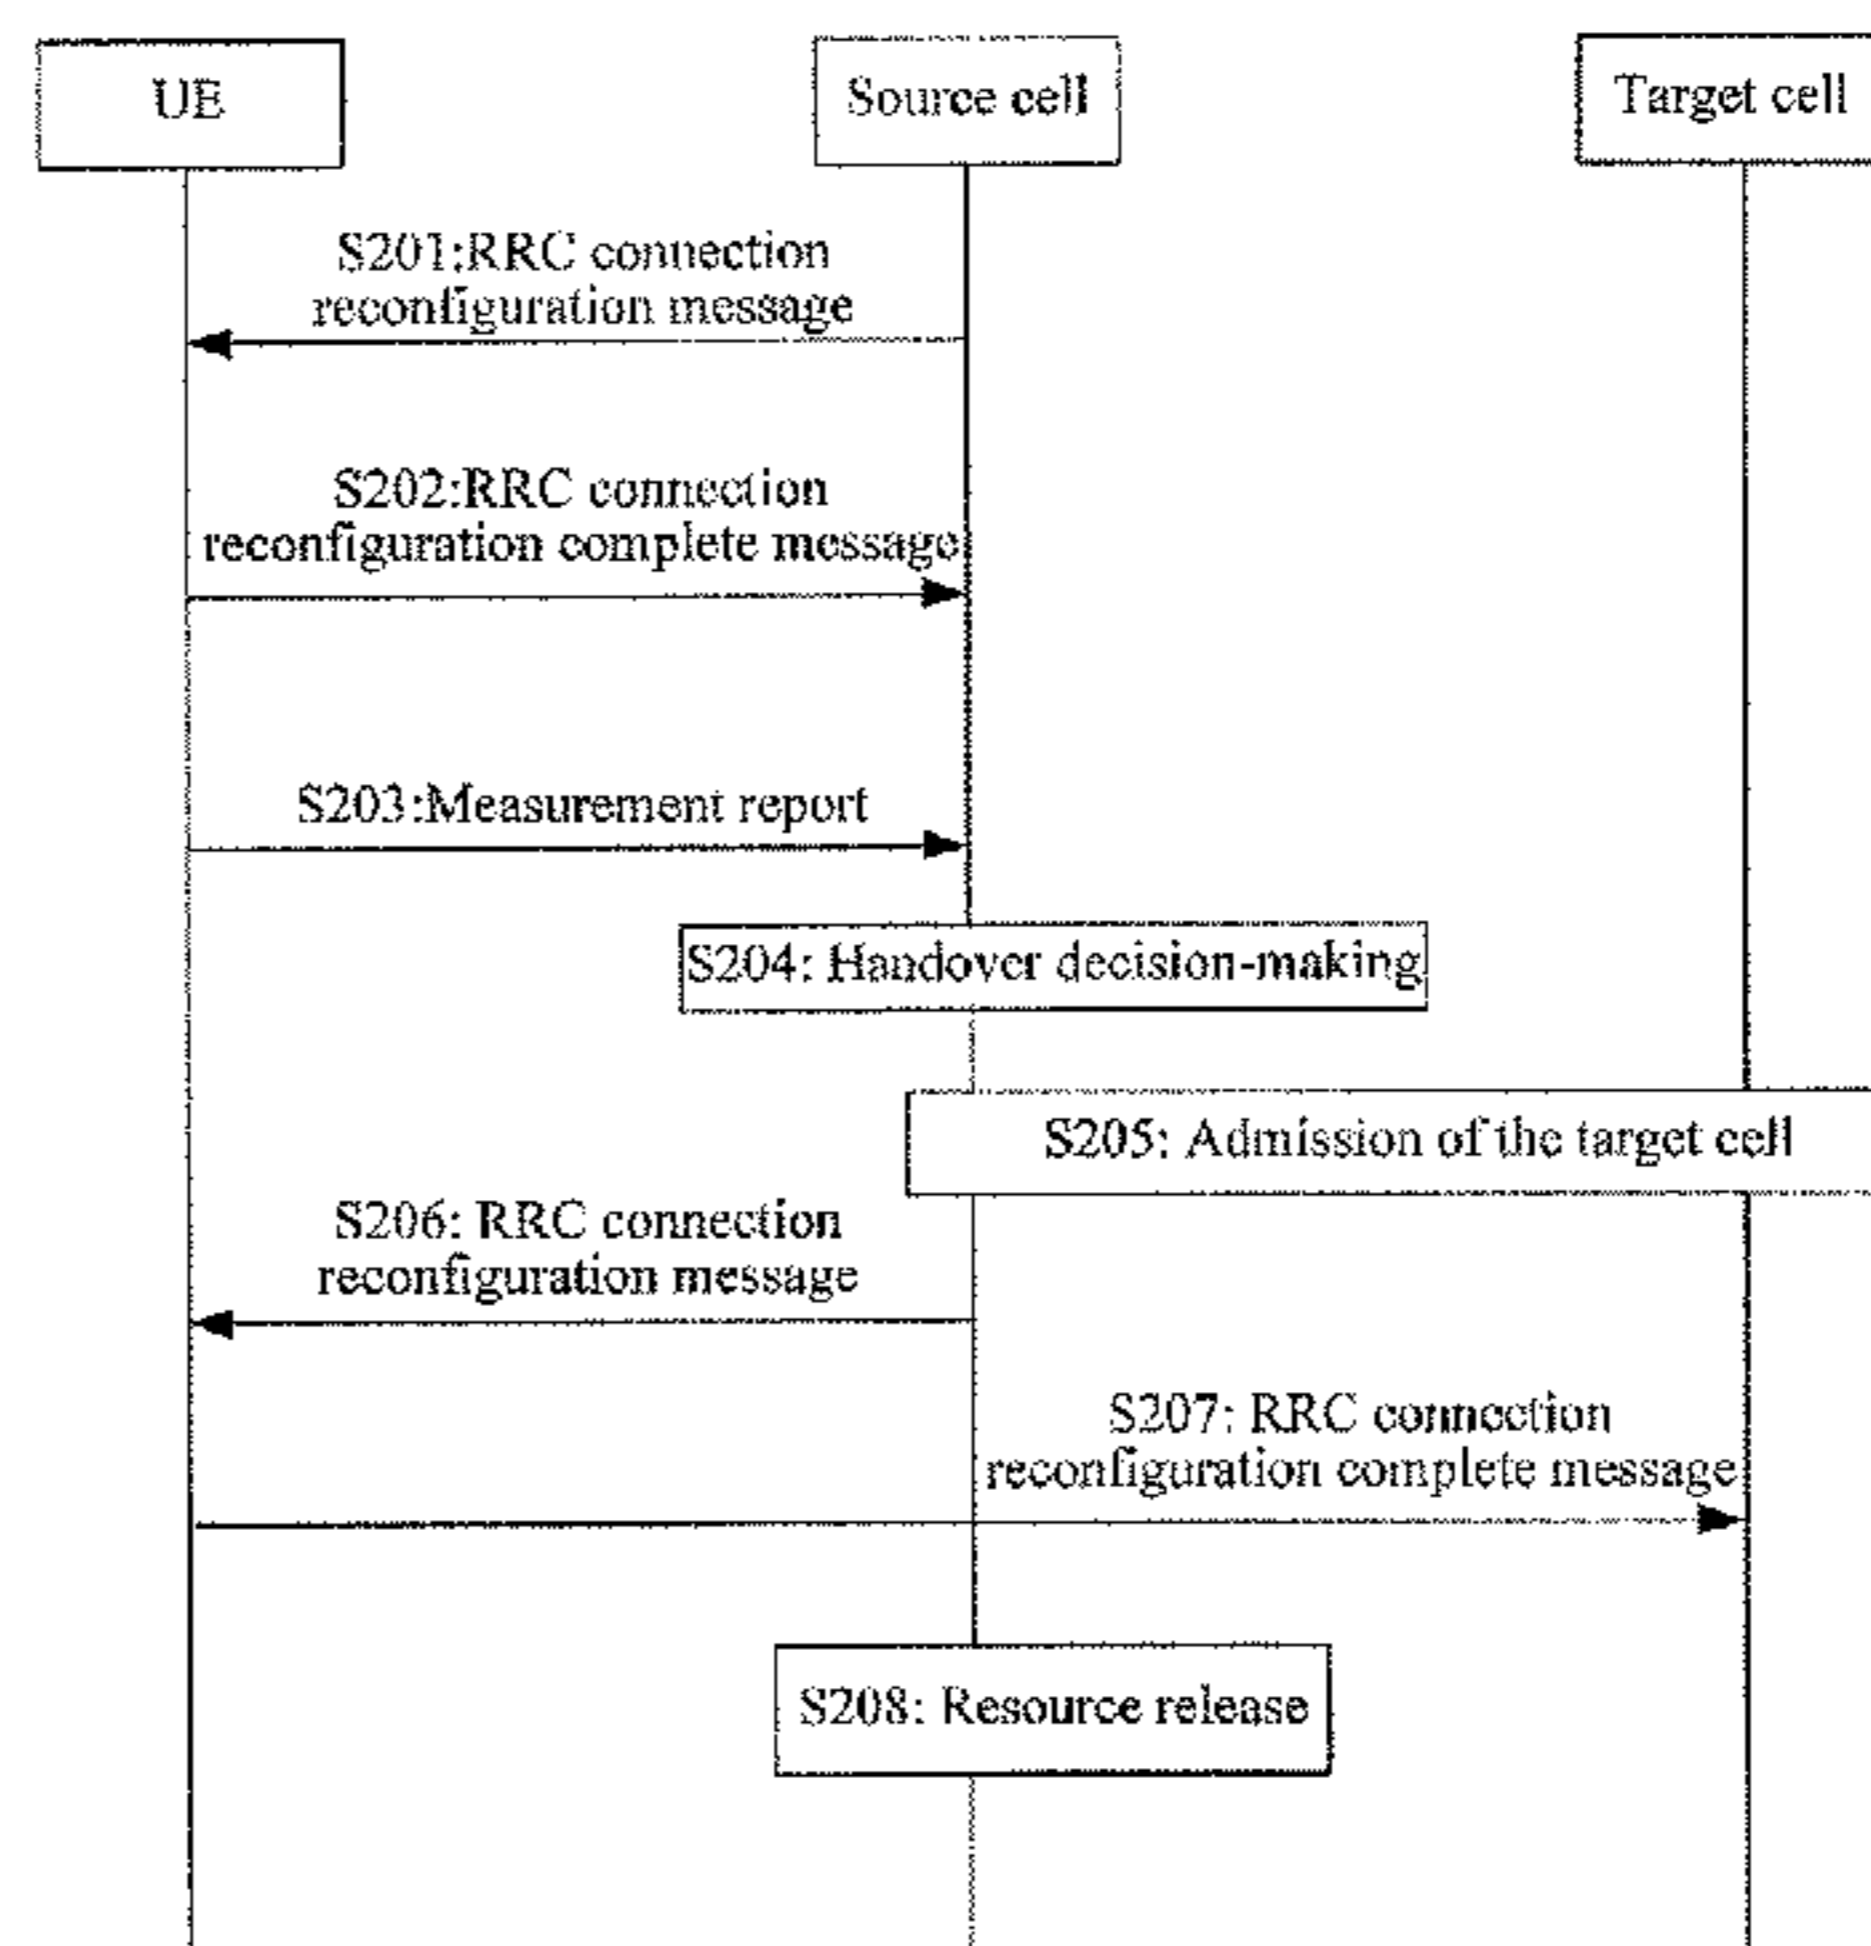 UE
Source cell
Target cell
S201:RRC connection
reconfiguration message
S202:RRC connection
reconfiguration complete message
S203:Measurement report
S204: Handover decision-making
S205: Admission of the target cell
S206: RRC connection
reconfiguration message
S207: RRC connection
reconfiguration complete message
S208: Resource release